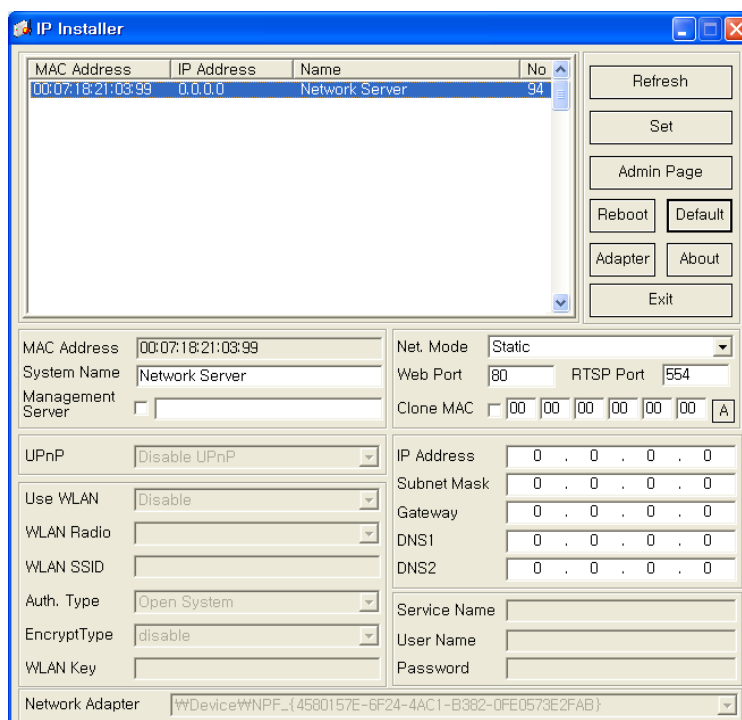 IP Installer
MAC Address IP Address Name No
00:07:18:21:03:99 0.0.0.0 Network Server 94
Refresh
Set
Admin Page
Reboot Default
Adapter About
Exit
MAC Address 00:07:18:21:03:99
System Name Network Server
Management Server
Net. Mode Static
Web Port 80 RTSP Port 554
Clone MAC 00 00 00 00 00 00 A
UPnP Disable UPnP
Use WLAN Disable
WLAN Radio
WLAN SSID
Auth. Type Open System
EncryptType disable
WLAN Key
IP Address 0 . 0 . 0 . 0
Subnet Mask 0 . 0 . 0 . 0
Gateway 0 . 0 . 0 . 0
DNS1 0 . 0 . 0 . 0
DNS2 0 . 0 . 0 . 0
Service Name
User Name
Password
Network Adapter ₩Device₩NPF_{4580157E-6F24-4AC1-B382-0FE0573E2FAB}